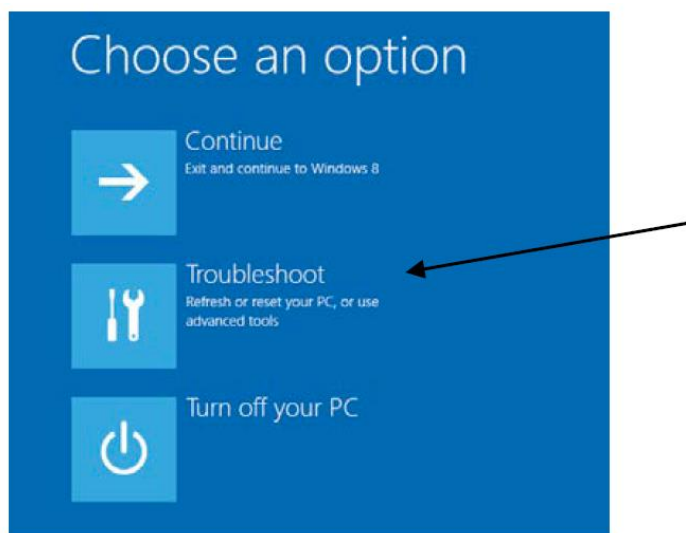 Choose an option
Continue
Exit and continue to Windows 8
Troubleshoot
Refresh or reset your PC, or use
advanced tools
Turn off your PC